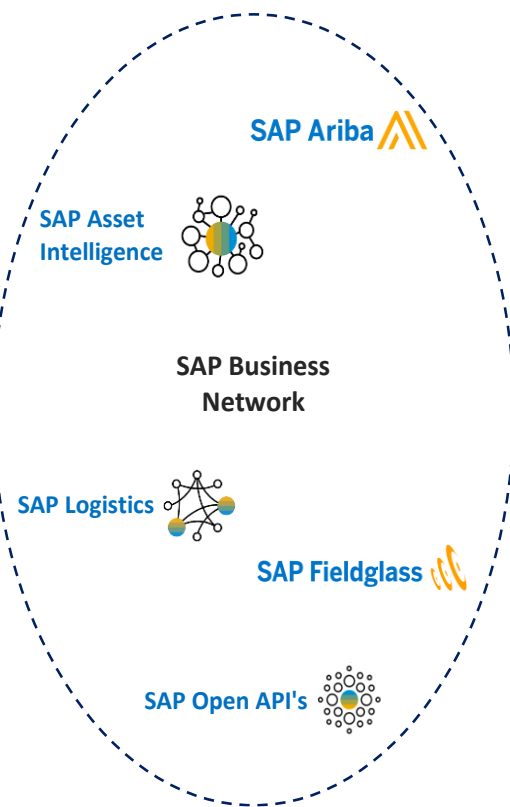 SAP Ariba
SAP Asset
Intelligence
SAP Business
Network
SAP Logistics
SAP Fieldglass
SAP Open API's